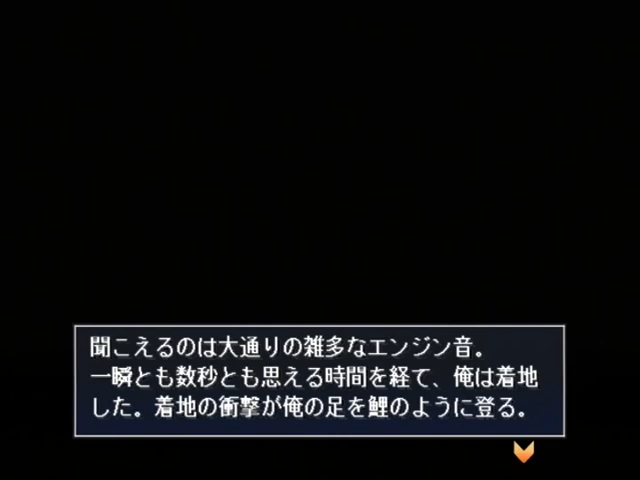 聞こえるのは大通りの雑多なエンジン音。
一瞬とも数秒とも思える時間を経て、俺は着地
した。着地の衝撃が俺の足を鯉のように登る。